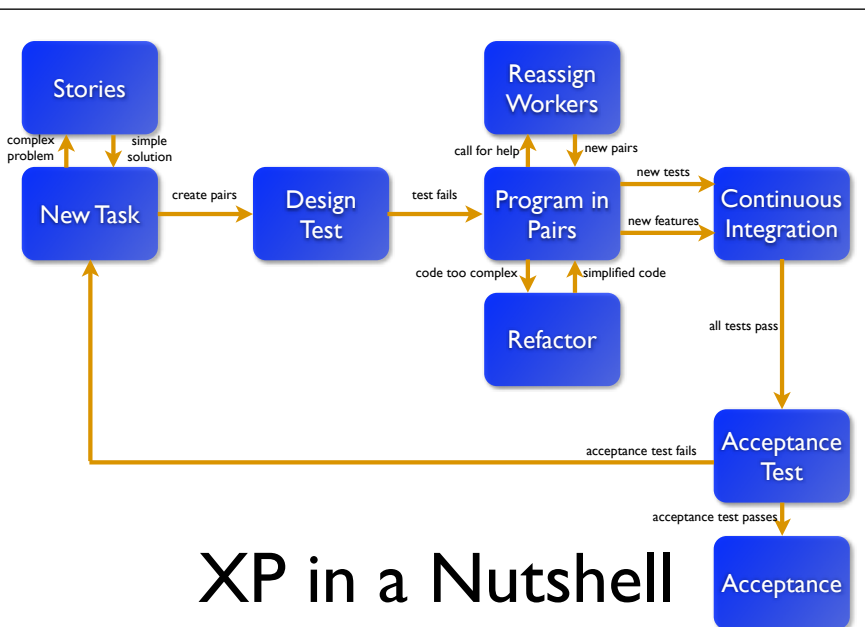 Stories
Reassign
Workers
complex
problem
simple
solution
call for help
new pairs
New Task
create pairs
Design
Test
test fails
Program in
Pairs
new tests
new features
Continuous
Integration
code too complex
simplified code
Refactor
all tests pass
acceptance test fails
Acceptance
Test
acceptance test passes
XP in a Nutshell
Acceptance